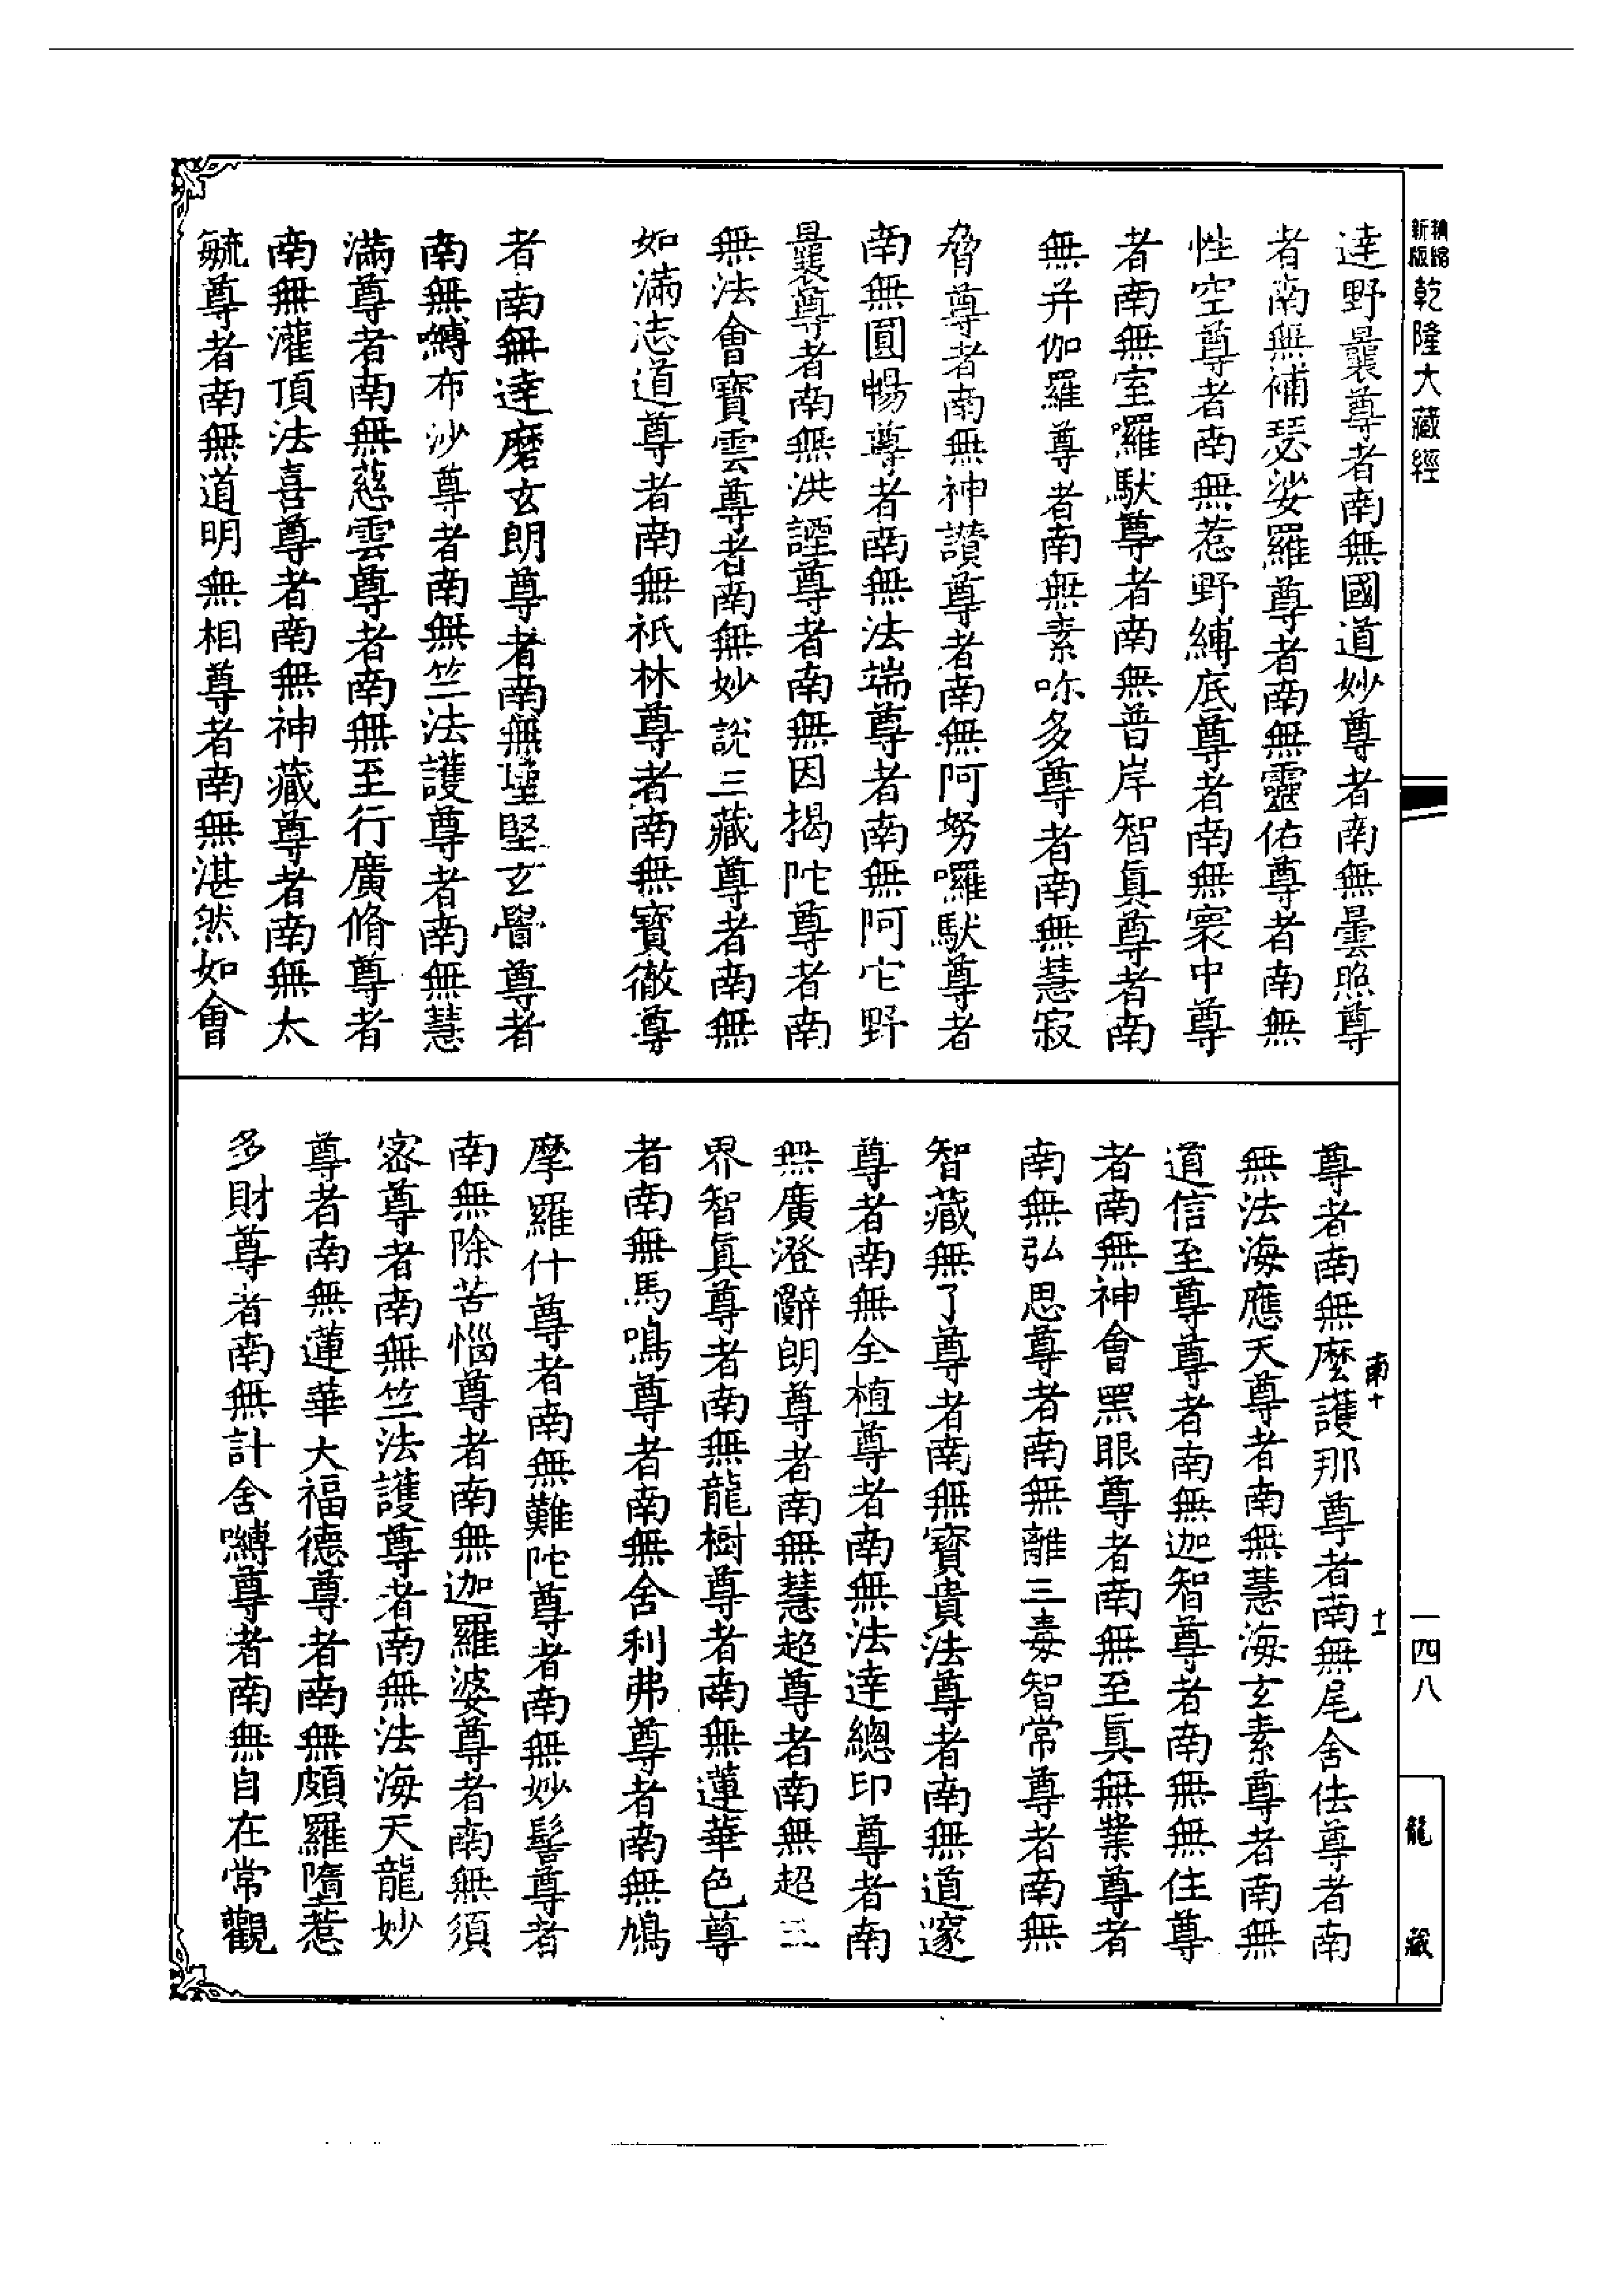 精縮新版乾隆大藏經
達野曩尊者南無國道妙尊者南無曇照尊
者南無補瑟娑羅尊者南無靈佑尊者南無
性空尊者南無惹野縛底尊者南無寰中尊
者南無室囉馱尊者南無普岸智眞尊者南
無并伽羅尊者南無素𠰷多尊者南無慧寂
脅尊者南無神讚尊者南無阿努囉馱尊者
南無圓暢尊者南無法端尊者南無阿它野
曩尊者南無洪諲尊者南無因揭陀尊者南
無法會寶雲尊者南無妙說三藏尊者南無
如滿志道尊者南無祇林尊者南無寶徹尊
者南無達磨玄朗尊者南無墐堅玄覺尊者
南無嚩布沙尊者南無竺法護尊者南無慧
滿尊者南無慈雲尊者南無至行廣脩尊者
南無灌頂法喜尊者南無神藏尊者南無太
毓尊者南無道明無相尊者南無湛然如會
尊者南無麽護那尊者南無尾舍佉尊者南
無法海應天尊者南無慧海玄素尊者南無
道信至尊尊者南無迦智尊者南無無住尊
者南無神會黑眼尊者南無至眞無業尊者
南無弘思尊者南無離三毒智常尊者南無
智藏無了尊者南無寶貴法尊者南無道邃
尊者南無全植尊者南無法達總印尊者南
無廣澄辭朗尊者南無慧超尊者南無超三
界智眞尊者南無龍樹尊者南無蓮華色尊
者南無馬鳴尊者南無舍利弗尊者南無鳩
摩羅什尊者南無難陀尊者南無妙髻尊者
南無除苦惱尊者南無迦羅婆尊者南無須
密尊者南無竺法護尊者南無法海天龍妙
尊者南無蓮華大福德尊者南無頗羅墮惹
多財尊者南無計舍嚩尊者南無自在常觀
南十
十一
一四八
龍藏